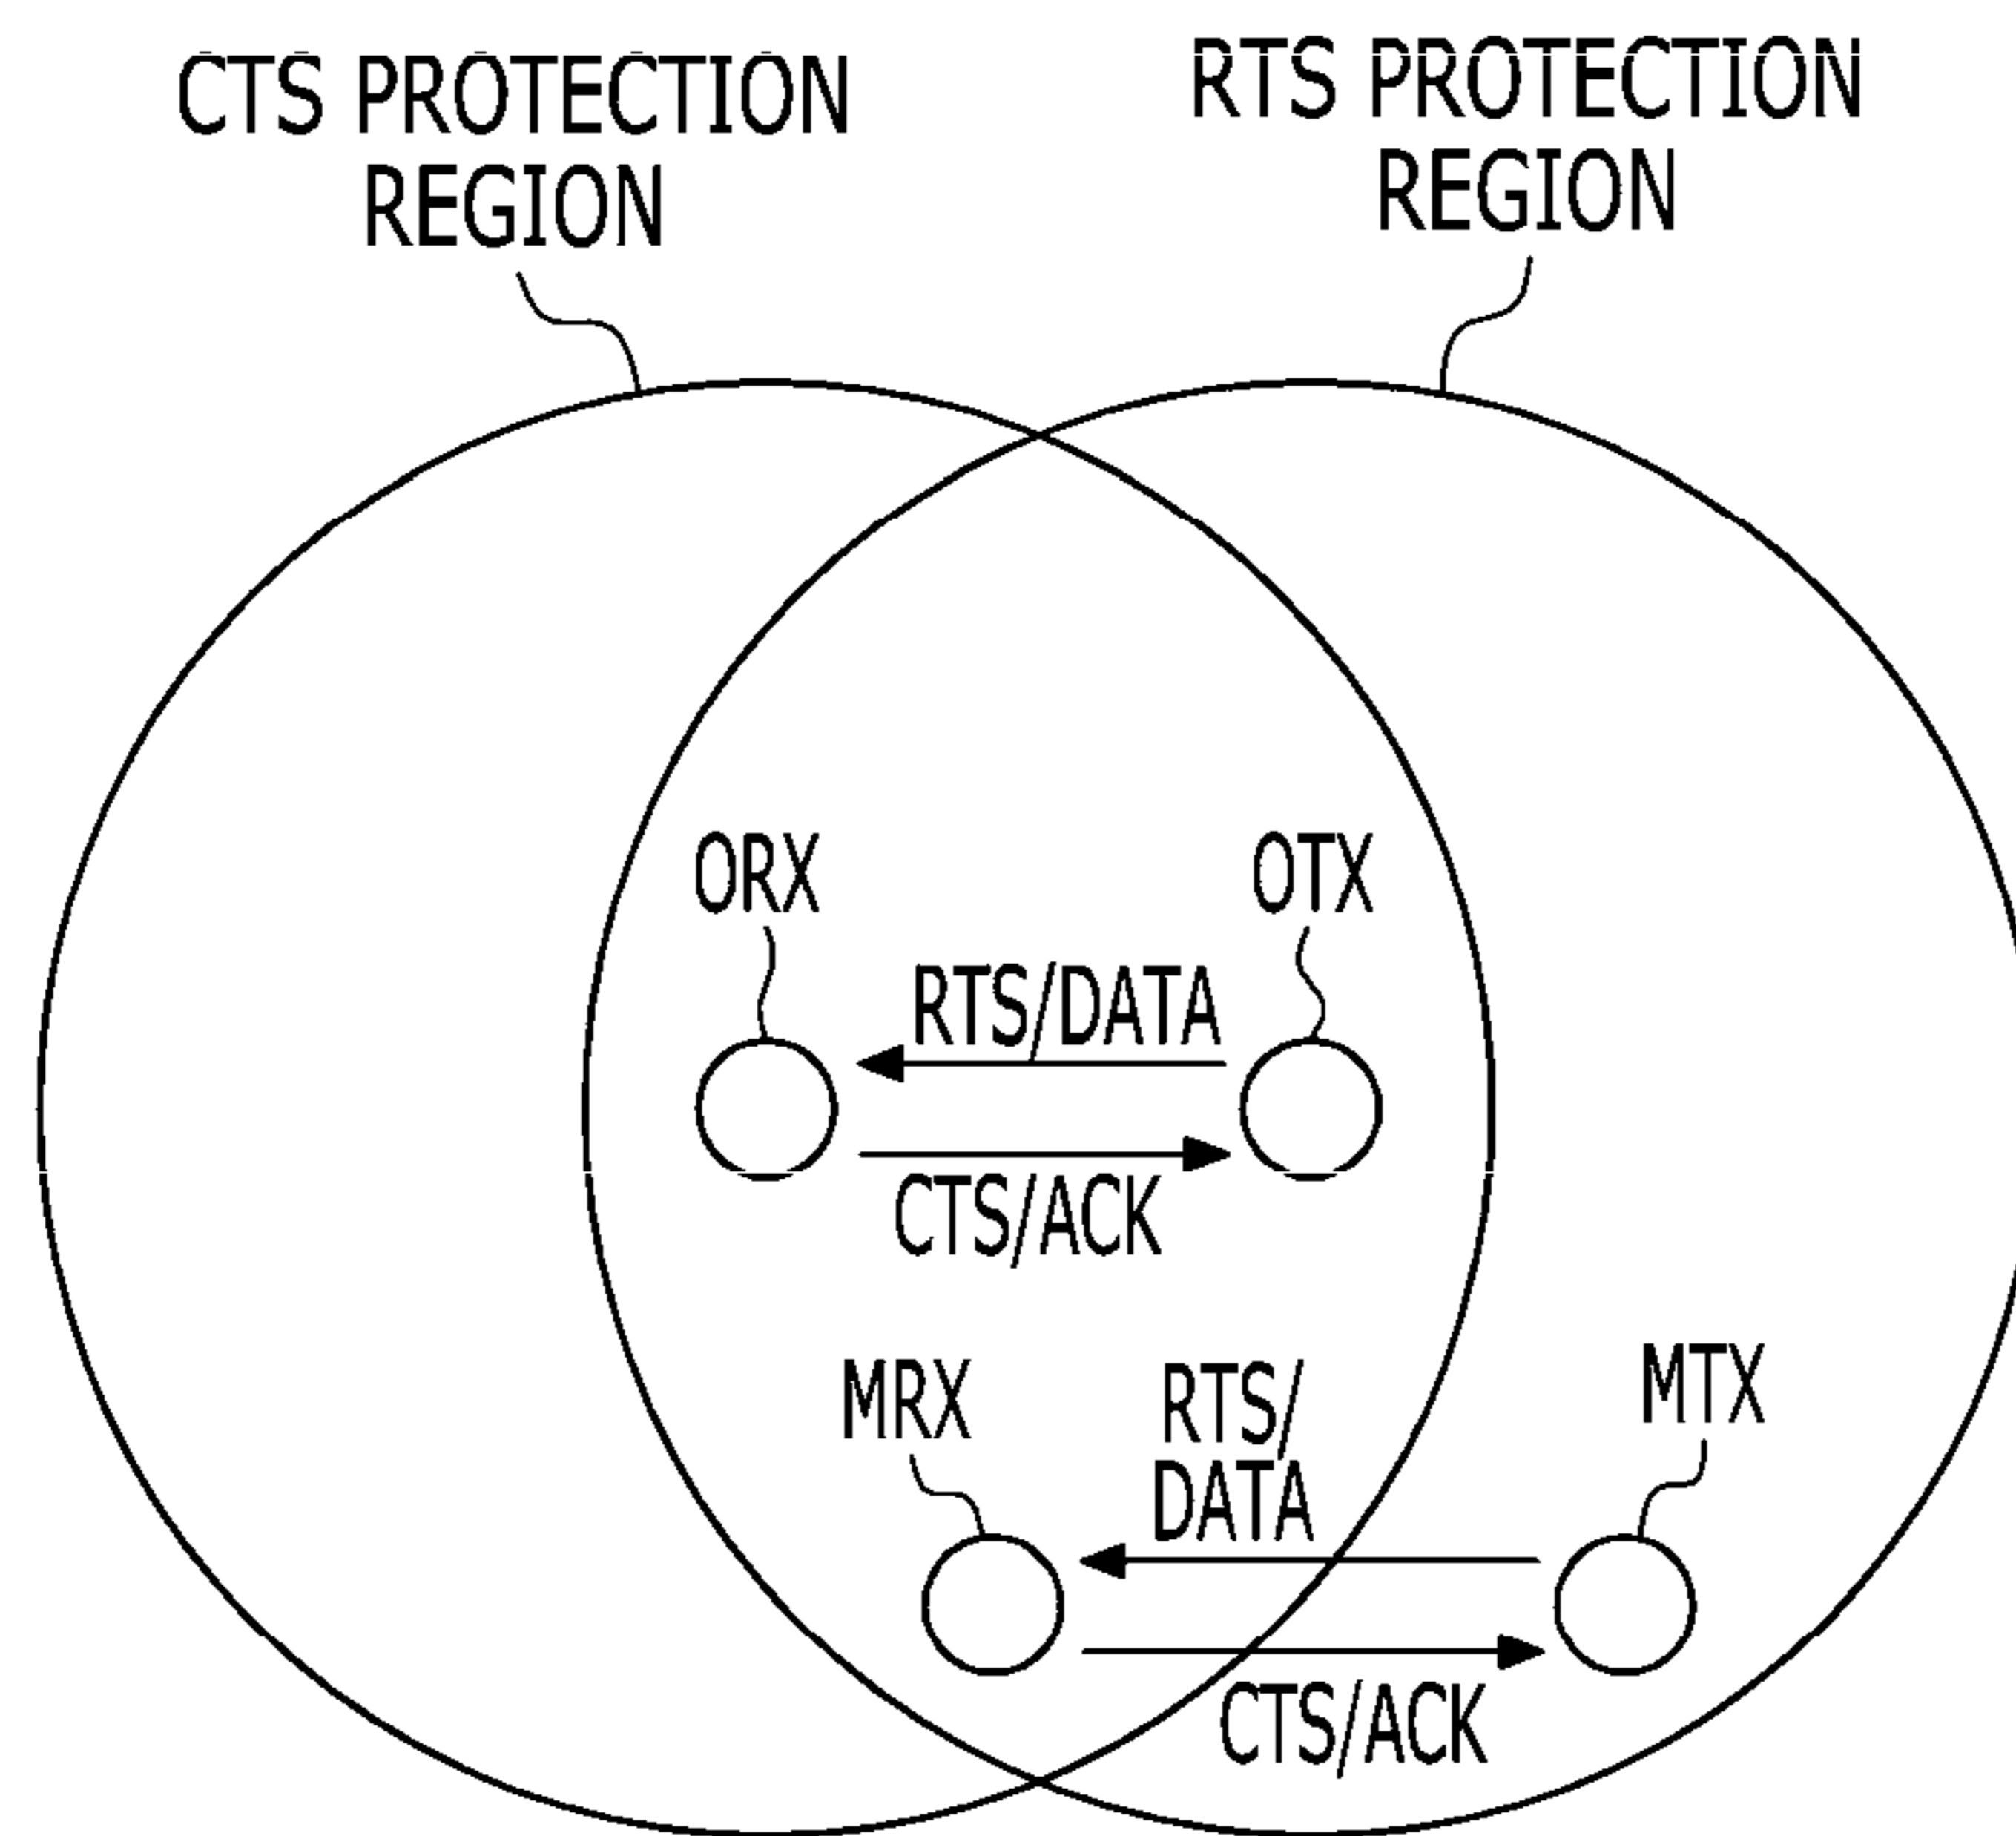 CTS PROTECTION
REGION
RTS PROTECTION
REGION
ORX
OTX
RTS/DATA
CTS/ACK
MRX
RTS/
DATA
MTX
CTS/ACK